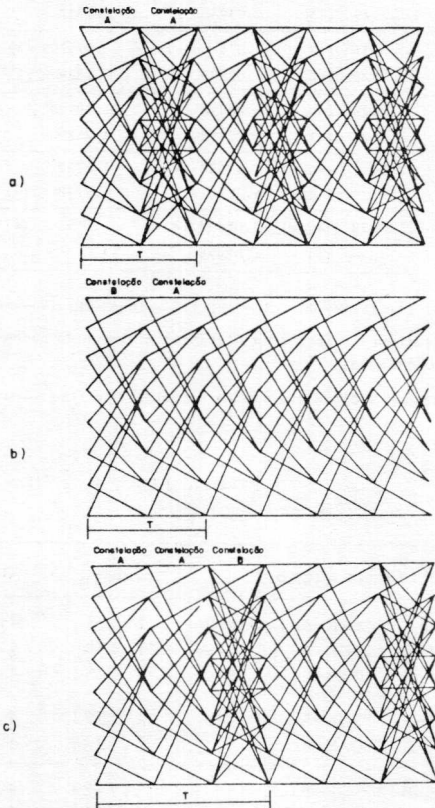 Constelação Constelação
A A
a)
T
Constelação Constelação
B A
b)
T
Constelação Constelação Constelação
A A B
c)
T